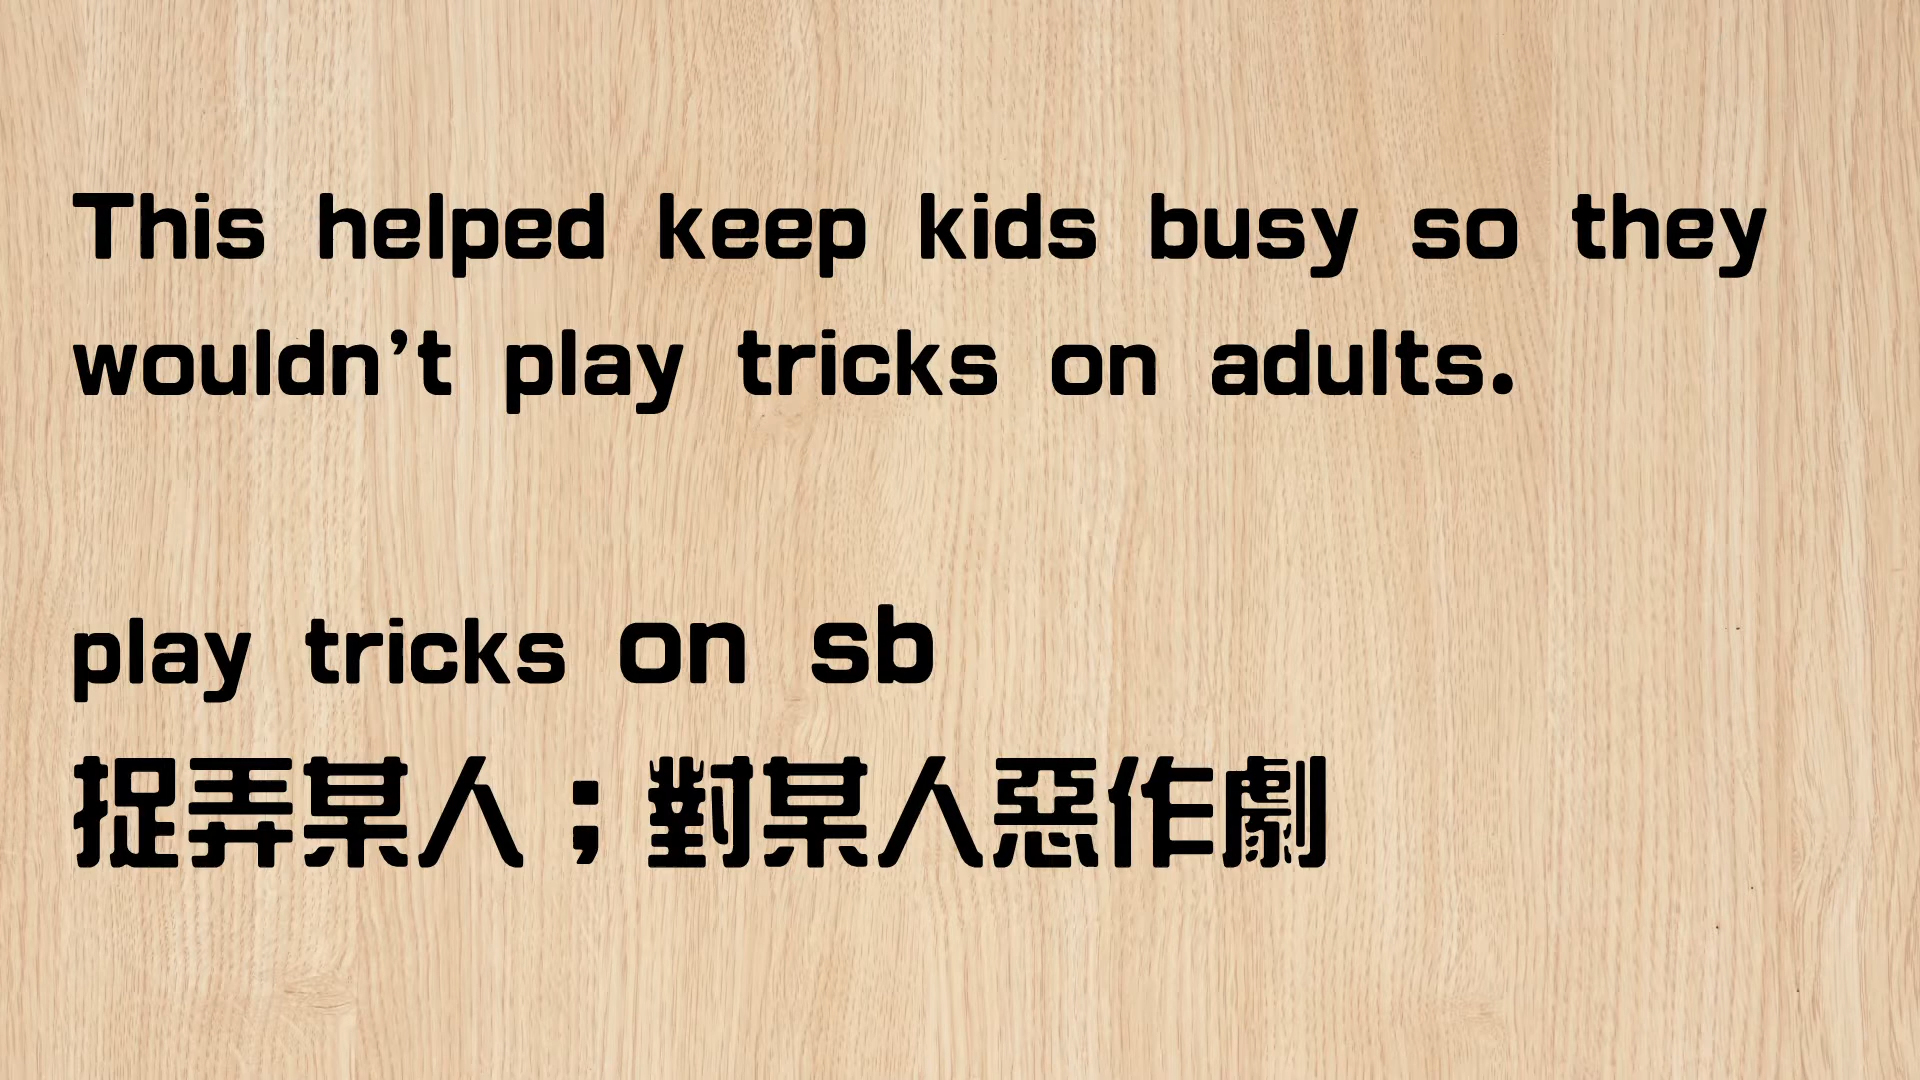 This helped keep kids busy so they
wouldn’t play tricks on adults.
play tricks on sb
捉弄某人；對某人惡作劇